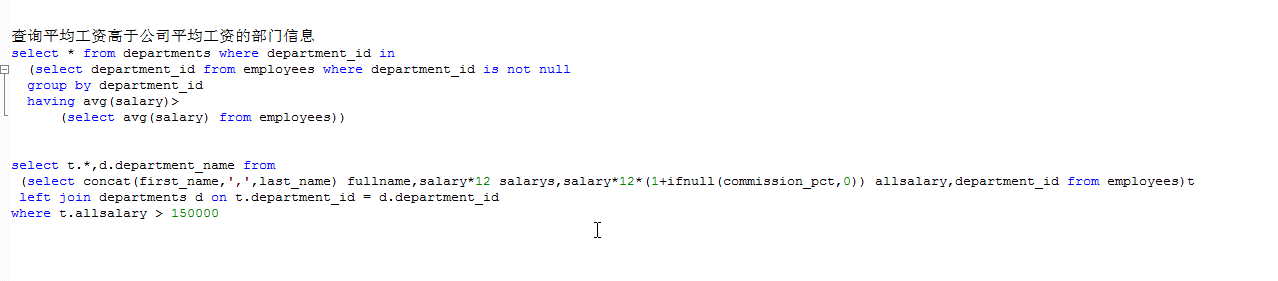 查询平均工资高于公司平均工资的部门信息
select * from departments where department_id in
(select department_id from employees where department_id is not null
group by department_id
having avg(salary)>
(select avg(salary) from employees))
select t.*,d.department_name from
(select concat(first_name,',',last_name) fullname,salary*12 salarys,salary*12*(1+ifnull(commission_pct,0)) allsalary,department_id from employees)t
left join departments d on t.department_id = d.department_id
where t.allsalary > 150000